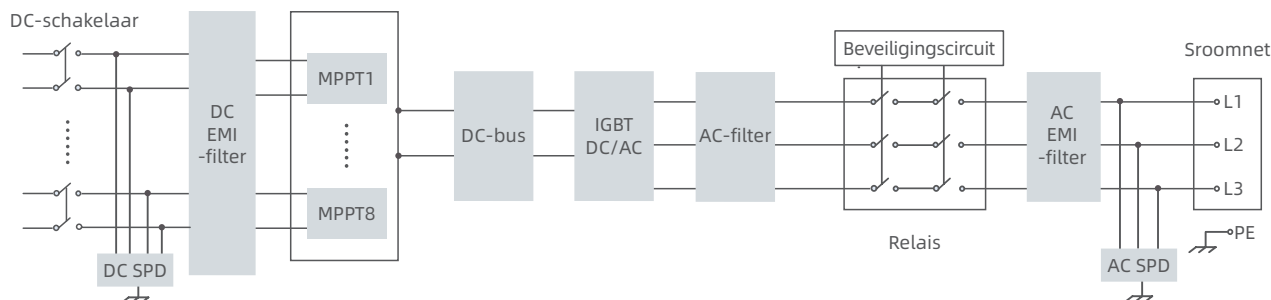 DC-schakelaar
DC
EMI
-filter
MPPT1
MPPT8
DC SPD
DC-bus
IGBT
DC/AC
AC-filter
Beveiligingscircuit
Relais
AC
EMI
-filter
Sroomnet
L1
L2
L3
PE
AC SPD